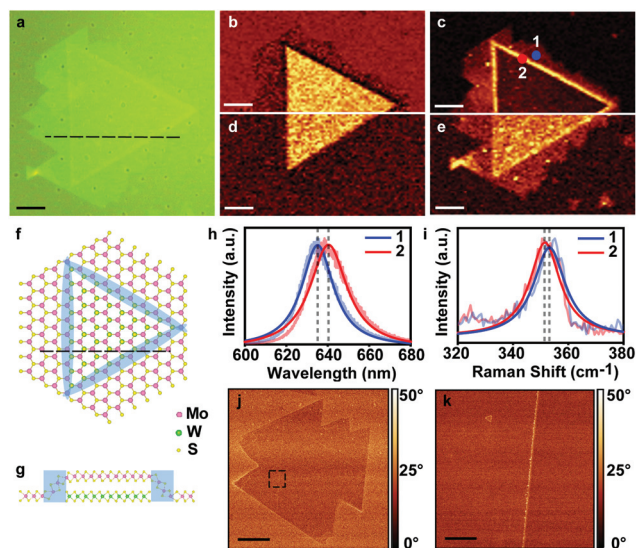 a
b
c
1
2
d
e
f
Mo
W
S
g
h
1
2
Intensity (a.u.)
600 620 640 660 680
Wavelength (nm)
i
1
2
Intensity (a.u.)
320 340 360 380
Raman Shift (cm-1)
j
50°
25°
0°
k
50°
25°
0°